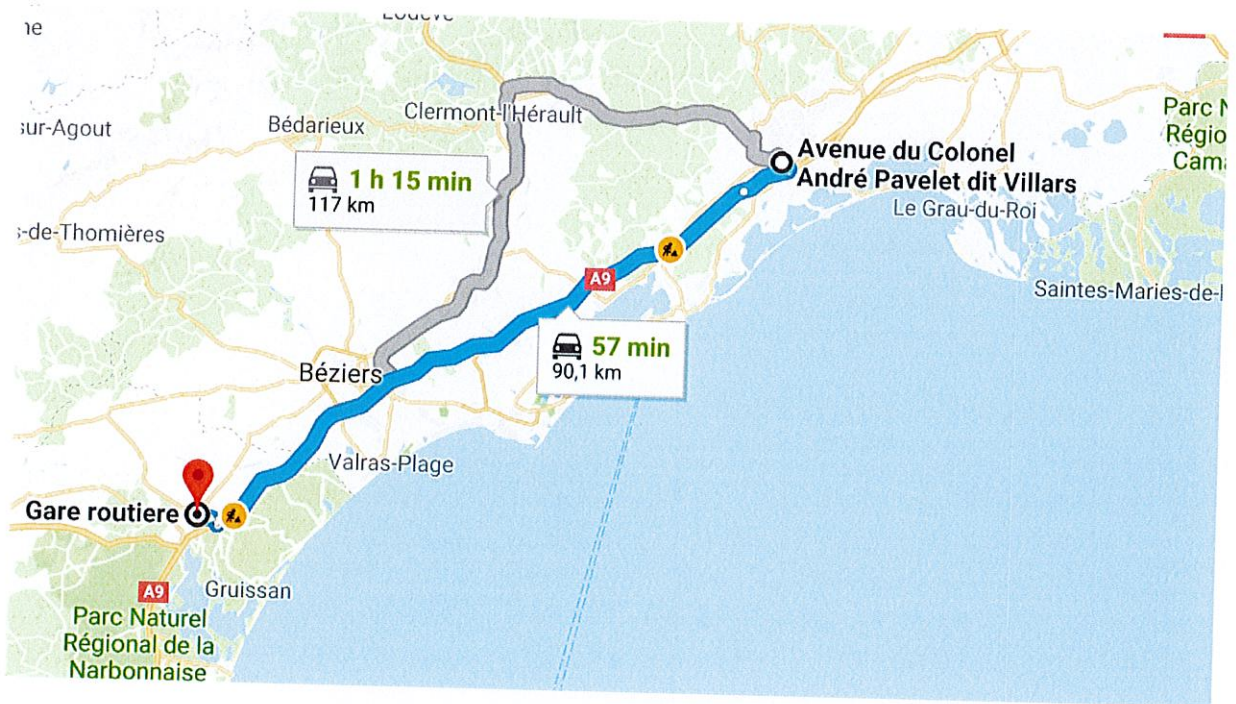 Bédarieux
Clermont-l'Hérault
sur-Agout
1 h 15 min
117 km
Avenue du Colonel
André Pavelet dit Villars
Le Grau-du-Roi
Saintes-Maries-de-
s-de-Thomières
A9
57 min
90,1 km
Béziers
Valras-Plage
Gare routiere
A9
Gruissan
Parc Naturel
Régional de la
Narbonnaise
Parc
Régio
Cam